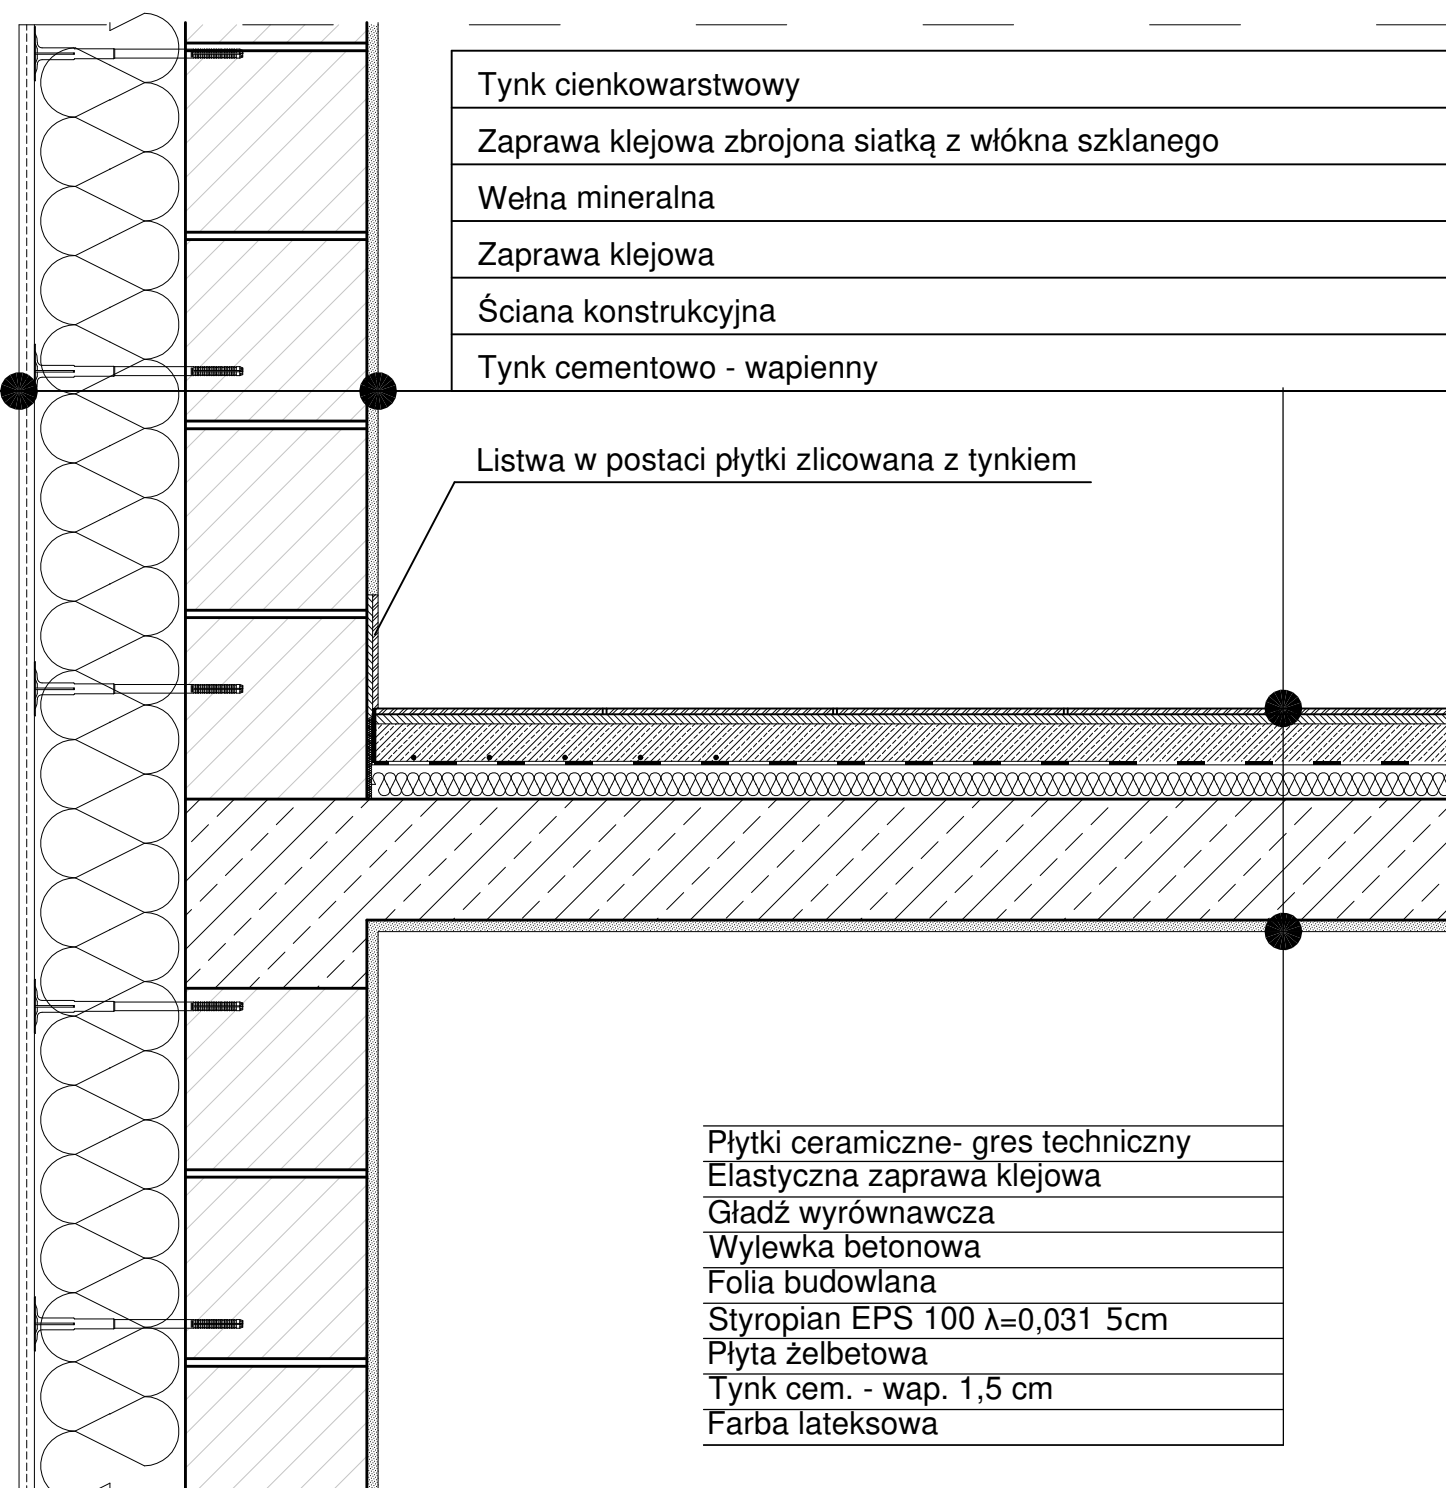 Tynk cienkowarstwowy
Zaprawa klejowa zbrojona siatką z włókna szklanego
Wełna mineralna
Zaprawa klejowa
Ściana konstrukcyjna
Tynk cementowo - wapienny
Listwa w postaci płytki zlicowana z tynkiem
Płytki ceramiczne- gres techniczny
Elastyczna zaprawa klejowa
Gładź wyrównawcza
Wylewka betonowa
Folia budowlana
Styropian EPS 100 λ=0,031 5cm
Płyta żelbetowa
Tynk cem. - wap. 1,5 cm
Farba lateksowa